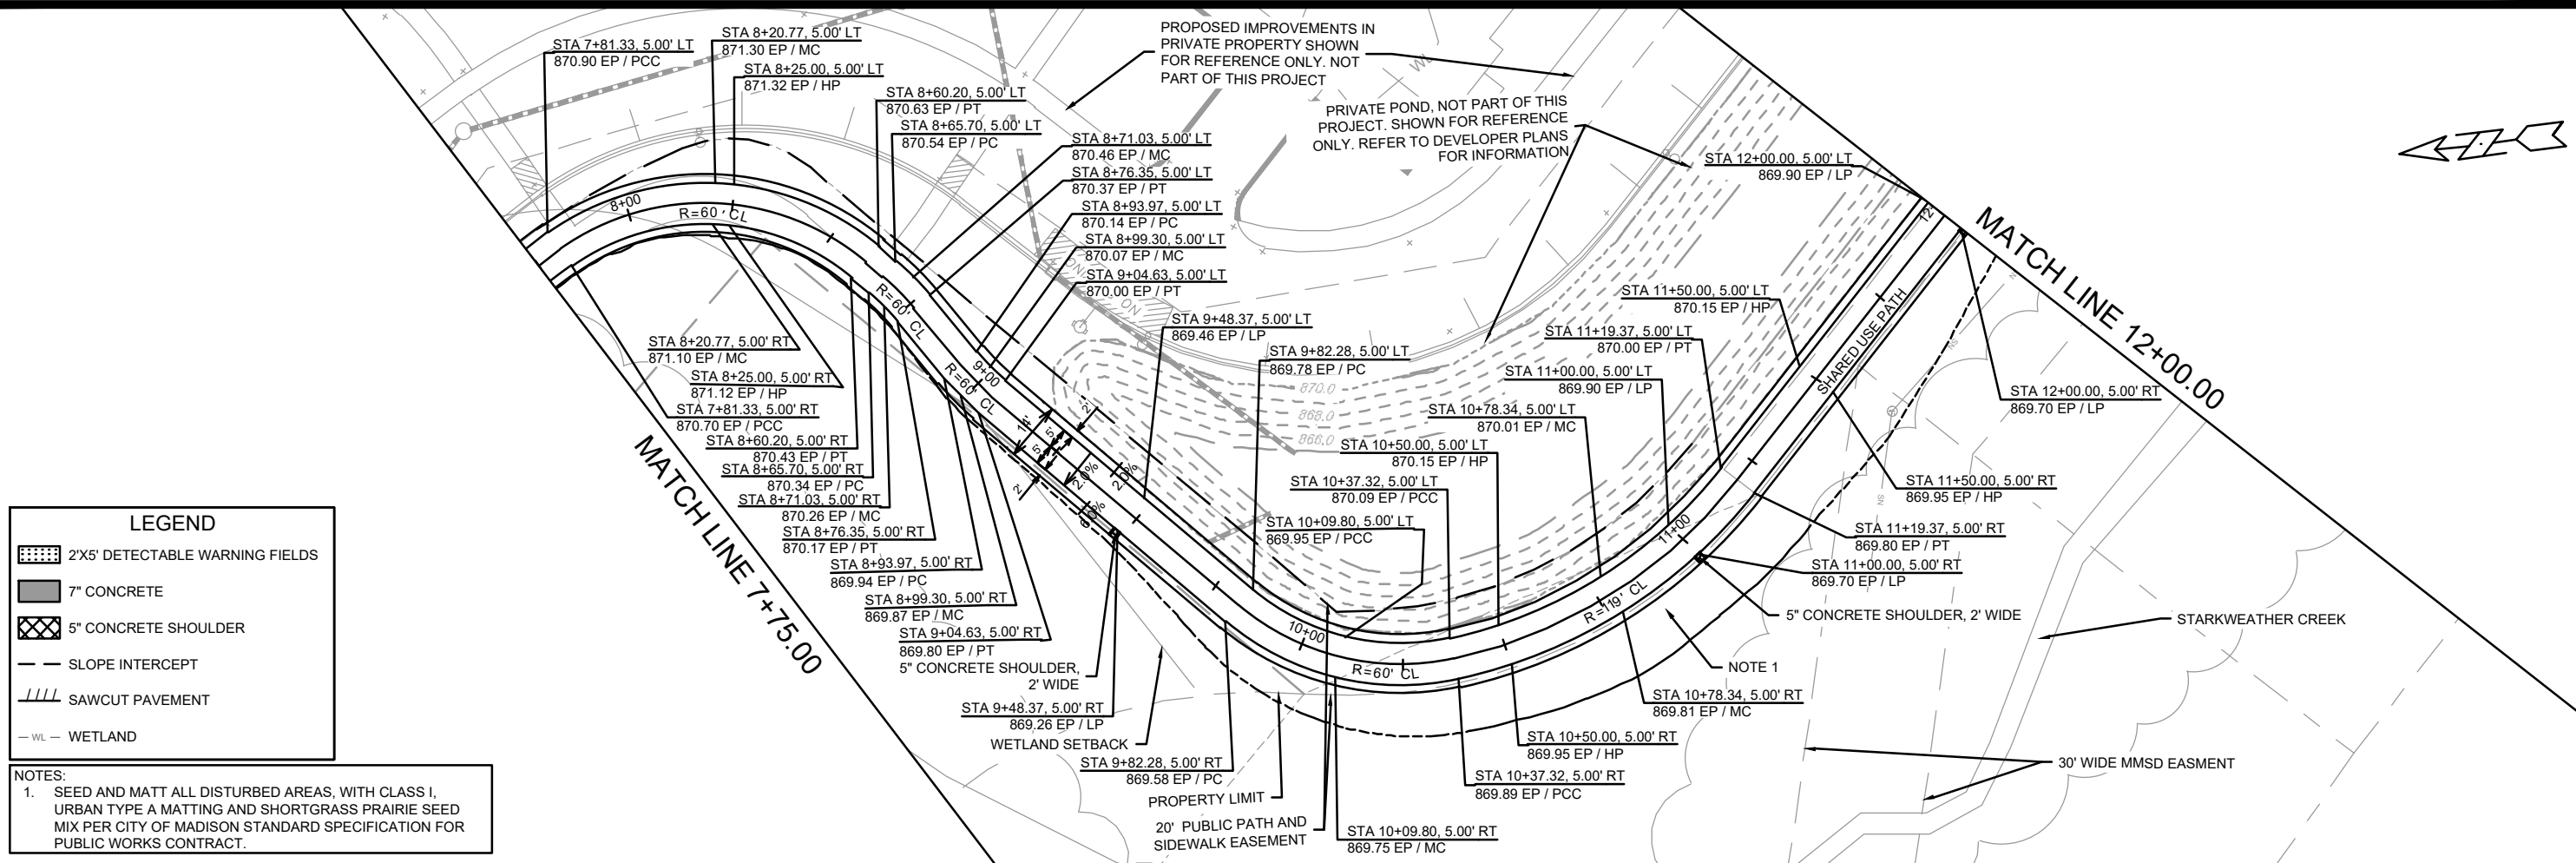 STA 7+81.33, 5.00' LT
870.90 EP / PCC
STA 8+20.77, 5.00' LT
871.30 EP / MC
STA 8+25.00, 5.00' LT
871.32 EP / HP
STA 8+60.20, 5.00' LT
870.63 EP / PT
STA 8+65.70, 5.00' LT
870.54 EP / PC
STA 8+71.03, 5.00' LT
870.46 EP / MC
STA 8+76.35, 5.00' LT
870.37 EP / PT
STA 8+93.97, 5.00' LT
870.14 EP / PC
STA 8+99.30, 5.00' LT
870.07 EP / MC
STA 9+04.63, 5.00' LT
870.00 EP / PT
STA 9+48.37, 5.00' LT
869.46 EP / LP
STA 9+82.28, 5.00' LT
869.78 EP / PC
PROPOSED IMPROVEMENTS IN
PRIVATE PROPERTY SHOWN
FOR REFERENCE ONLY. NOT
PART OF THIS PROJECT
PRIVATE POND, NOT PART OF THIS
PROJECT. SHOWN FOR REFERENCE
ONLY. REFER TO DEVELOPER PLANS
FOR INFORMATION
WL
STA 12+00.00, 5.00' LT
869.90 EP / LP
STA 11+50.00, 5.00' LT
870.15 EP / HP
STA 11+19.37, 5.00' LT
870.00 EP / PT
STA 11+00.00, 5.00' LT
869.90 EP / LP
STA 10+78.34, 5.00' LT
870.01 EP / MC
STA 10+50.00, 5.00' LT
870.15 EP / HP
STA 10+37.32, 5.00' LT
870.09 EP / PCC
STA 10+09.80, 5.00' LT
869.95 EP / PCC
870.0
868.0
866.0
8+00
R=60' CL
R=60' CL
9+00
R=60' CL
14'
5'
5'
2'
2'
2.0%
2.0%
6.0%
10+00
R=60' CL
R=119' CL
11+00
SHARED USE PATH
12+
MATCH LINE 12+00.00
MATCH LINE 7+75.00
STA 8+20.77, 5.00' RT
871.10 EP / MC
STA 8+25.00, 5.00' RT
871.12 EP / HP
STA 7+81.33, 5.00' RT
870.70 EP / PCC
STA 8+60.20, 5.00' RT
870.43 EP / PT
STA 8+65.70, 5.00' RT
870.34 EP / PC
STA 8+71.03, 5.00' RT
870.26 EP / MC
STA 8+76.35, 5.00' RT
870.17 EP / PT
STA 8+93.97, 5.00' RT
869.94 EP / PC
STA 8+99.30, 5.00' RT
869.87 EP / MC
STA 9+04.63, 5.00' RT
869.80 EP / PT
5" CONCRETE SHOULDER,
2' WIDE
STA 9+48.37, 5.00' RT
869.26 EP / LP
WETLAND SETBACK
STA 9+82.28, 5.00' RT
869.58 EP / PC
PROPERTY LIMIT
20' PUBLIC PATH AND
SIDEWALK EASEMENT
STA 10+09.80, 5.00' RT
869.75 EP / MC
STA 10+37.32, 5.00' RT
869.89 EP / PCC
STA 10+50.00, 5.00' RT
869.95 EP / HP
STA 10+78.34, 5.00' RT
869.81 EP / MC
NOTE 1
5" CONCRETE SHOULDER, 2' WIDE
STA 11+00.00, 5.00' RT
869.70 EP / LP
STA 11+19.37, 5.00' RT
869.80 EP / PT
STA 11+50.00, 5.00' RT
869.95 EP / HP
STA 12+00.00, 5.00' RT
869.70 EP / LP
STARKWEATHER CREEK
30' WIDE MMSD EASMENT
LEGEND
2'X5' DETECTABLE WARNING FIELDS
7" CONCRETE
5" CONCRETE SHOULDER
SLOPE INTERCEPT
SAWCUT PAVEMENT
WL WETLAND
NOTES:
1. SEED AND MATT ALL DISTURBED AREAS, WITH CLASS I,
URBAN TYPE A MATTING AND SHORTGRASS PRAIRIE SEED
MIX PER CITY OF MADISON STANDARD SPECIFICATION FOR
PUBLIC WORKS CONTRACT.